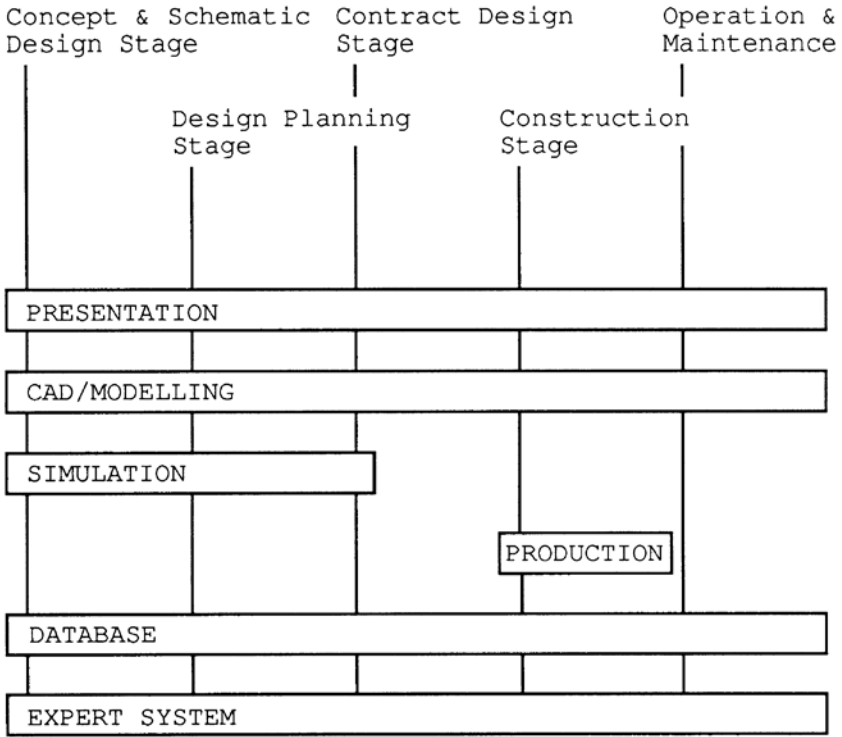 Concept & Schematic
Design Stage
Contract Design
Stage
Operation &
Maintenance
Design Planning
Stage
Construction
Stage
PRESENTATION
CAD/MODELLING
SIMULATION
PRODUCTION
DATABASE
EXPERT SYSTEM